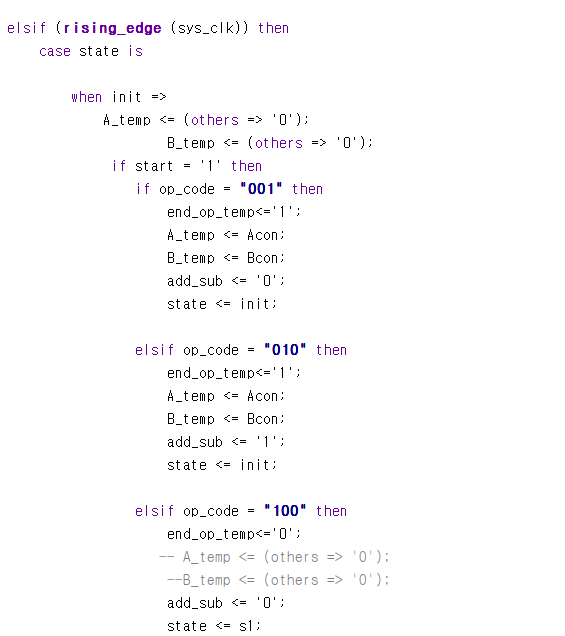 elsif (rising_edge (sys_clk)) then
case state is
when init =>
A_temp <= (others => '0');
B_temp <= (others => '0');
if start = '1' then
if op_code = "001" then
end_op_temp<='1';
A_temp <= Acon;
B_temp <= Bcon;
add_sub <= '0';
state <= init;
elsif op_code = "010" then
end_op_temp<='1';
A_temp <= Acon;
B_temp <= Bcon;
add_sub <= '1';
state <= init;
elsif op_code = "100" then
end_op_temp<='0';
-- A_temp <= (others => '0');
--B_temp <= (others => '0');
add_sub <= '0';
state <= s1;